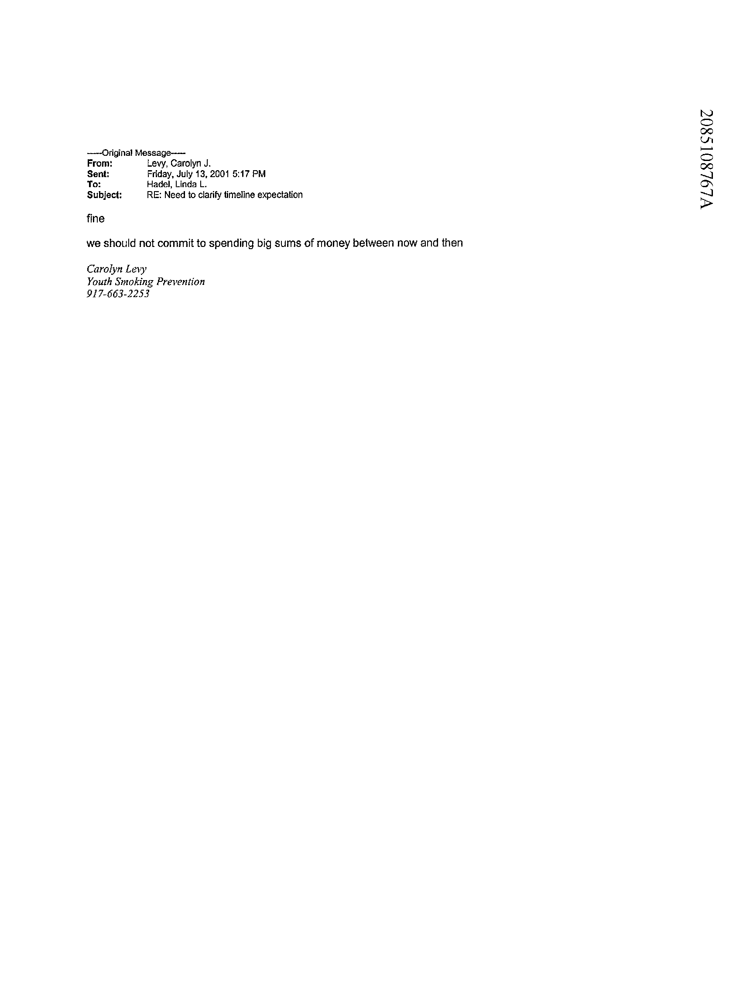 -----Original Message-----
From: Levy, Carolyn J.
Sent: Friday, July 13, 2001 5:17 PM
To: Hadel, Linda L.
Subject: RE: Need to clarify timeline expectation
fine
we should not commit to spending big sums of money between now and then
Carolyn Levy
Youth Smoking Prevention
917-663-2253
2085108767A